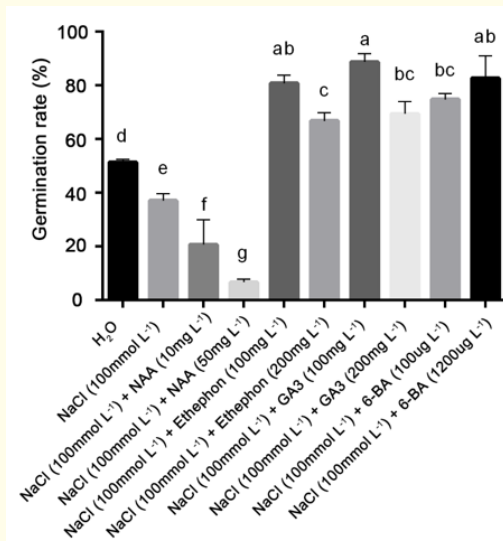 Germination rate (%)
100
80
60
40
20
0
d
e
f
g
ab
c
a
bc
bc
ab
H₂O
NaCl (100mmol L⁻¹)
NaCl (100mmol L⁻¹) + NAA (10mg L⁻¹)
NaCl (100mmol L⁻¹) + NAA (50mg L⁻¹)
NaCl (100mmol L⁻¹) + Ethephon (100mg L⁻¹)
NaCl (100mmol L⁻¹) + Ethephon (200mg L⁻¹)
NaCl (100mmol L⁻¹) + GA3 (100mg L⁻¹)
NaCl (100mmol L⁻¹) + GA3 (200mg L⁻¹)
NaCl (100mmol L⁻¹) + 6-BA (100ug L⁻¹)
NaCl (100mmol L⁻¹) + 6-BA (1200ug L⁻¹)